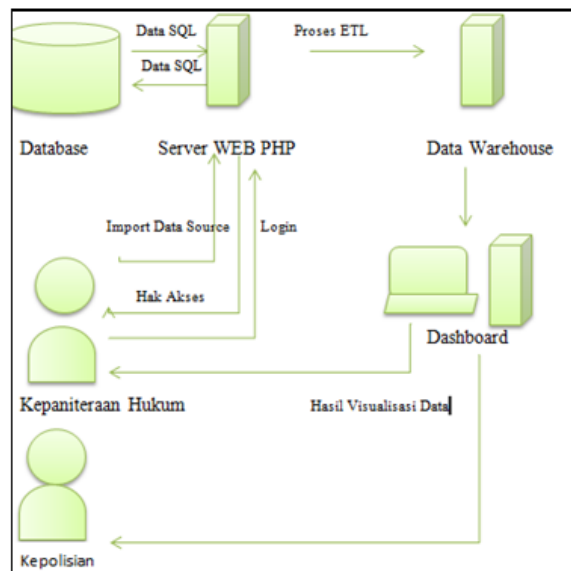 Data SQL
Proses ETL
Data SQL
Database
Server WEB PHP
Data Warehouse
Import Data Source
Login
Hak Akses
Dashboard
Kepaniteraan Hukum
Hasil Visualisasi Data
Kepolisian